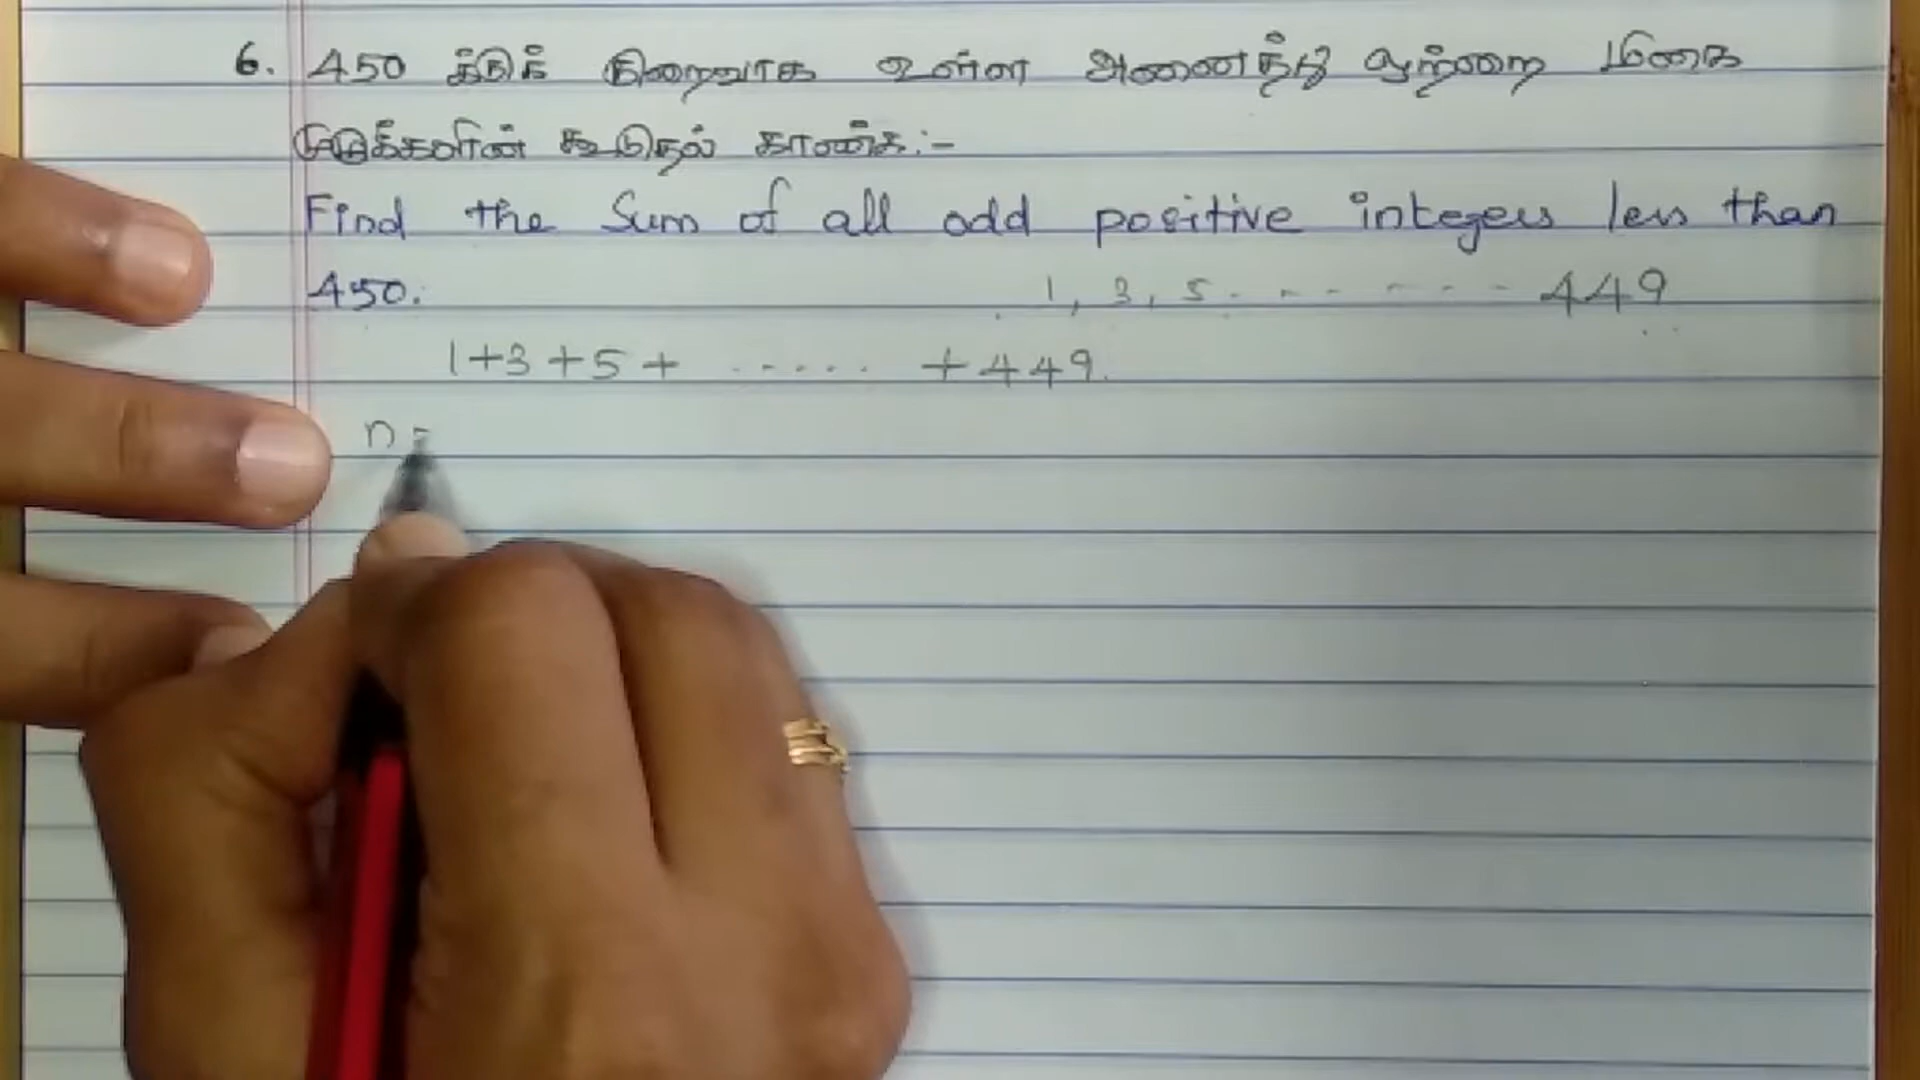 6. 450 க்குக் குறைவாக உள்ள அனைத்து ஒற்றை மிகை
முழுக்களின் கூடுதல் காண்க:-
Find the Sum of all odd positive integers less than
450.
1, 3, 5 - - - - - - - 449
1+3+5+ ..... +449.
n =